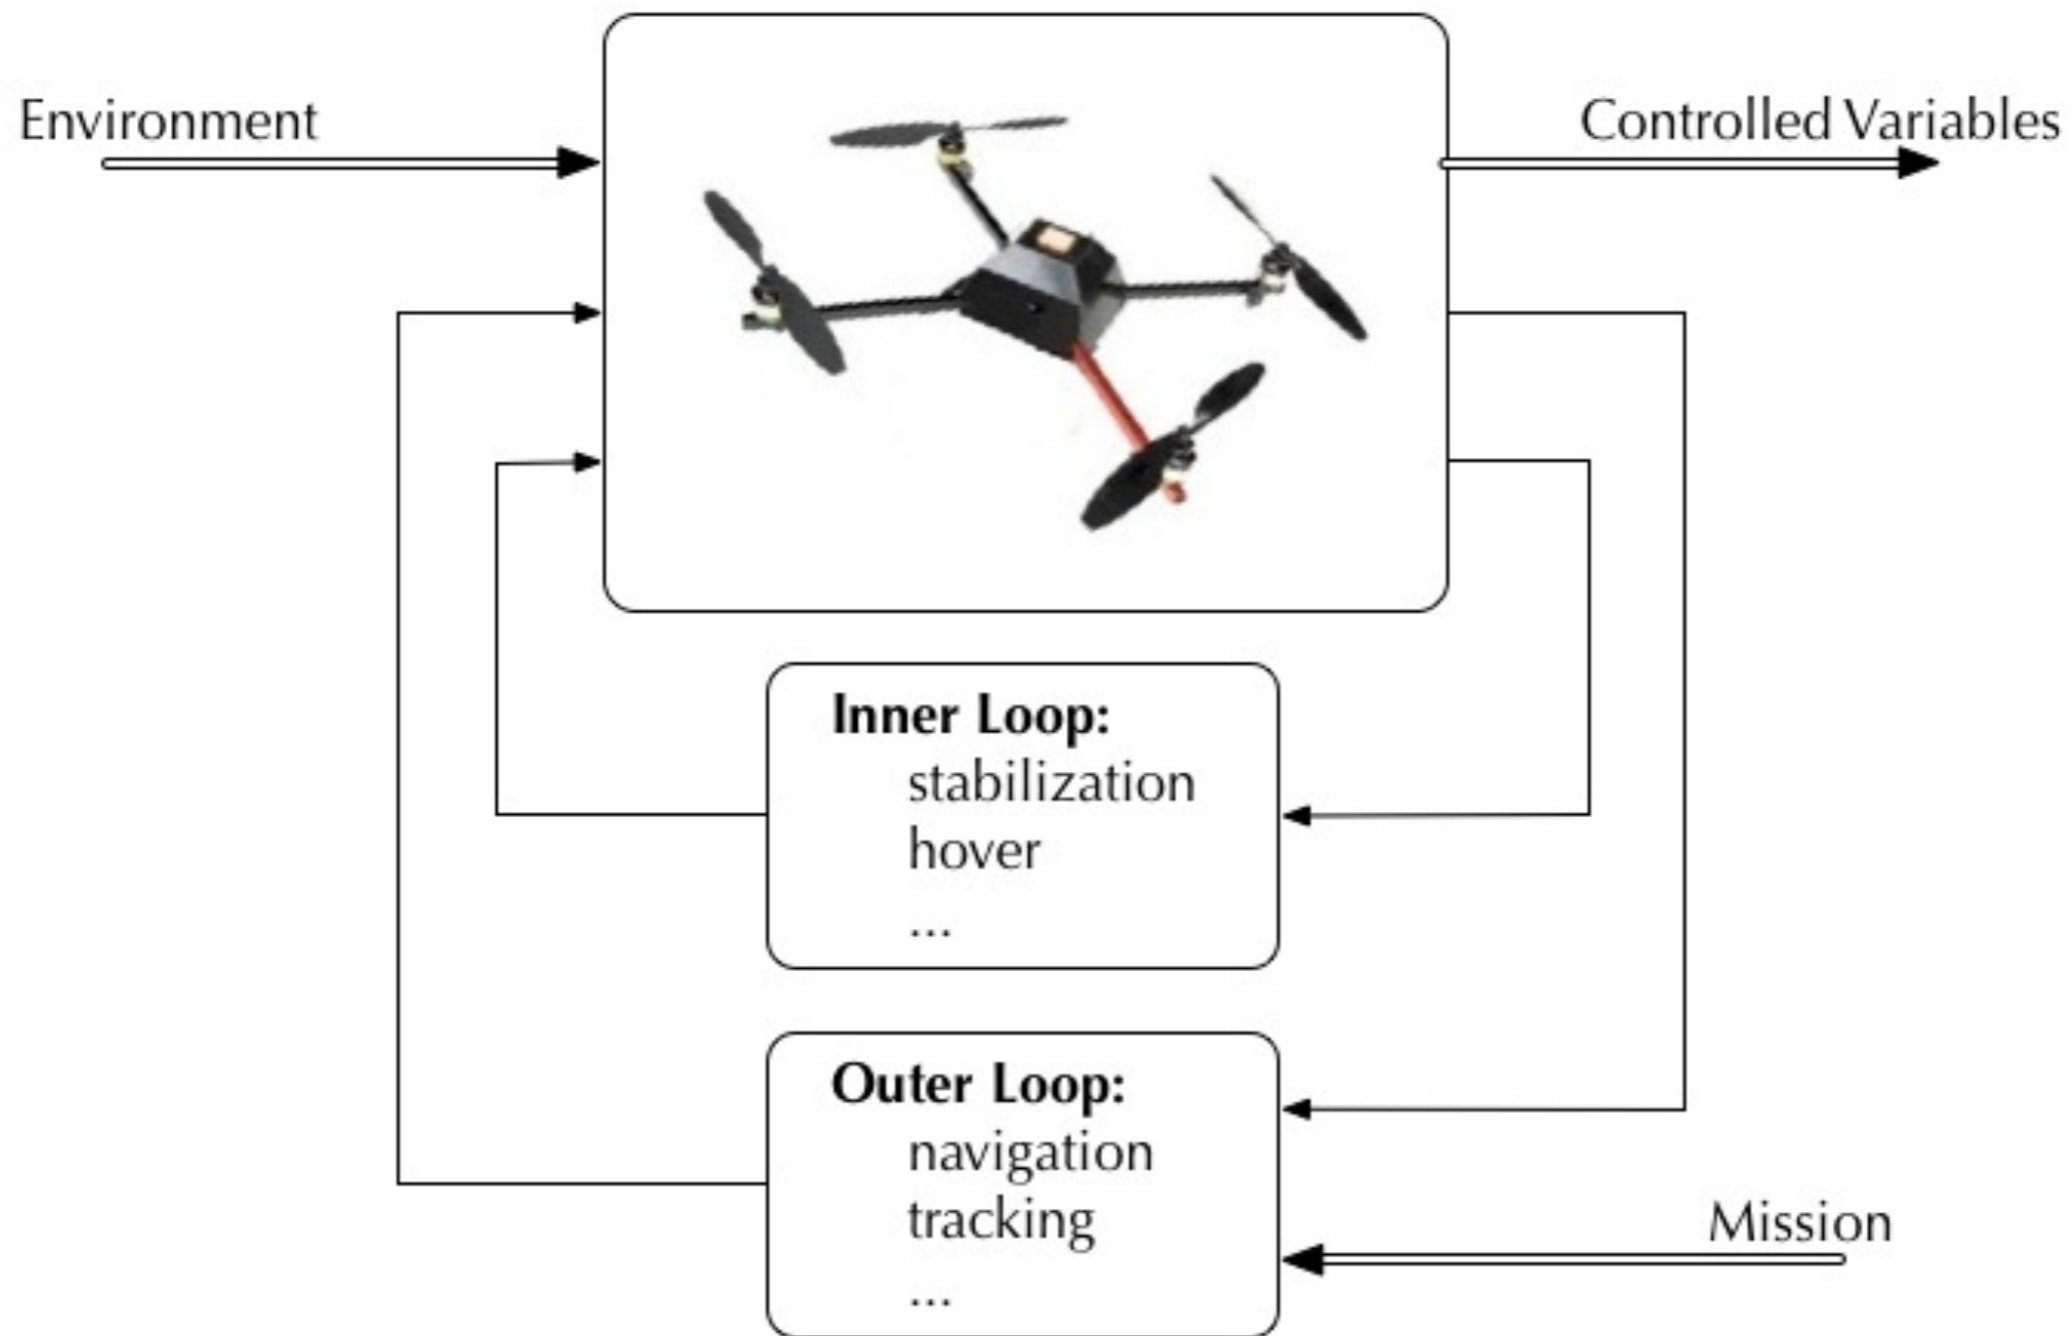 Environment
Controlled Variables
Inner Loop:
stabilization
hover
...
Outer Loop:
navigation
tracking
...
Mission